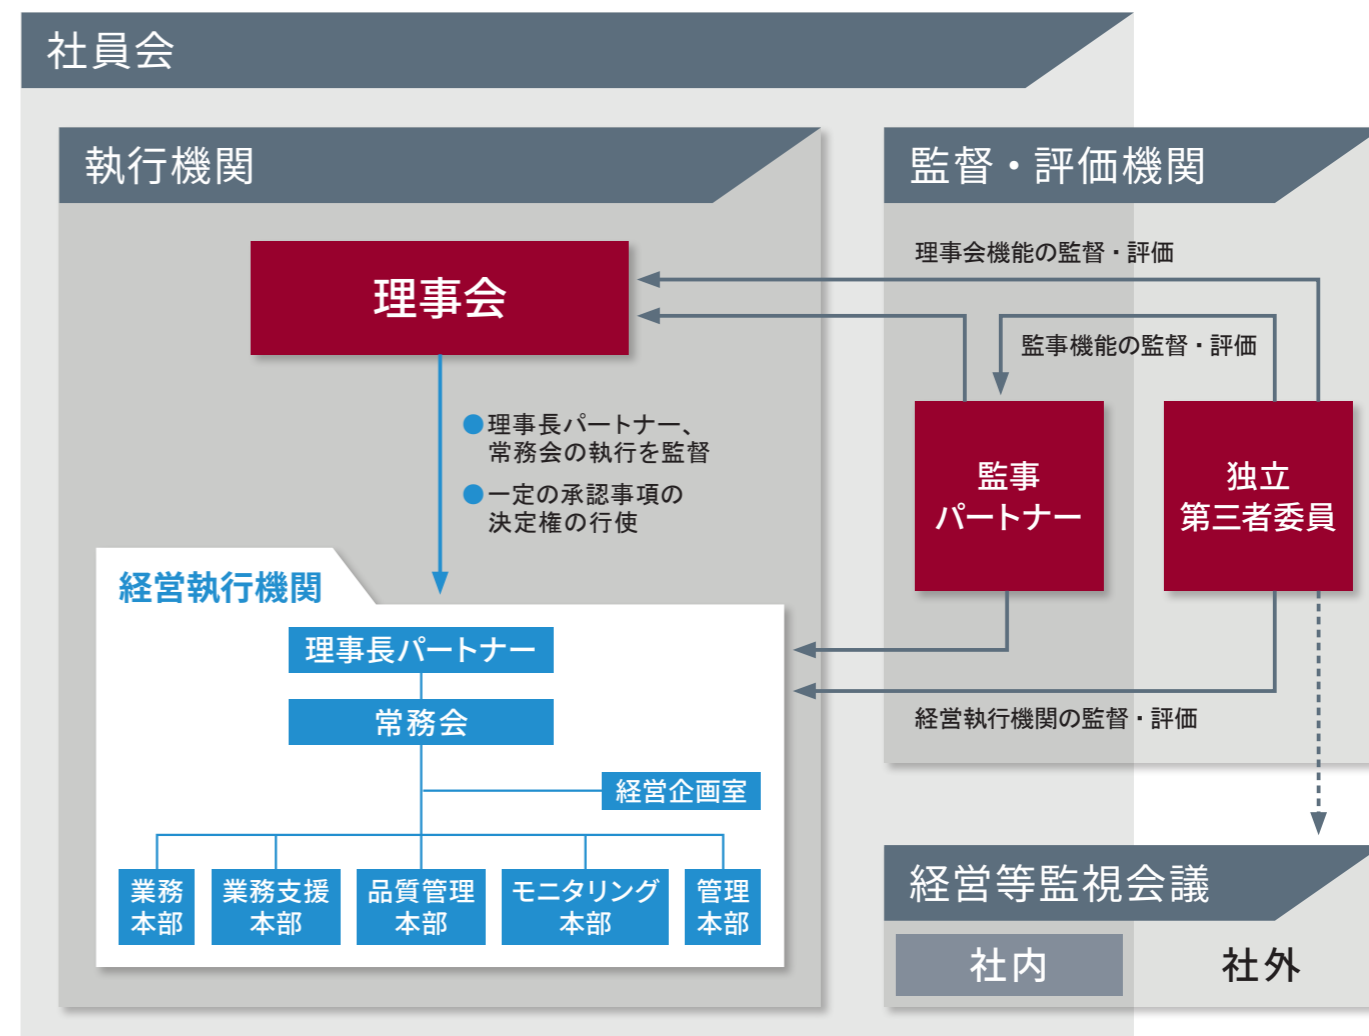 社員会
執行機関
理事会
●理事長パートナー、
常務会の執行を監督
●一定の承認事項の
決定権の行使
経営執行機関
理事長パートナー
常務会
経営企画室
業務
本部
業務支援
本部
品質管理
本部
モニタリング
本部
管理
本部
監督・評価機関
理事会機能の監督・評価
監事機能の監督・評価
監事
パートナー
独立
第三者委員
経営執行機関の監督・評価
経営等監視会議
社内
社外